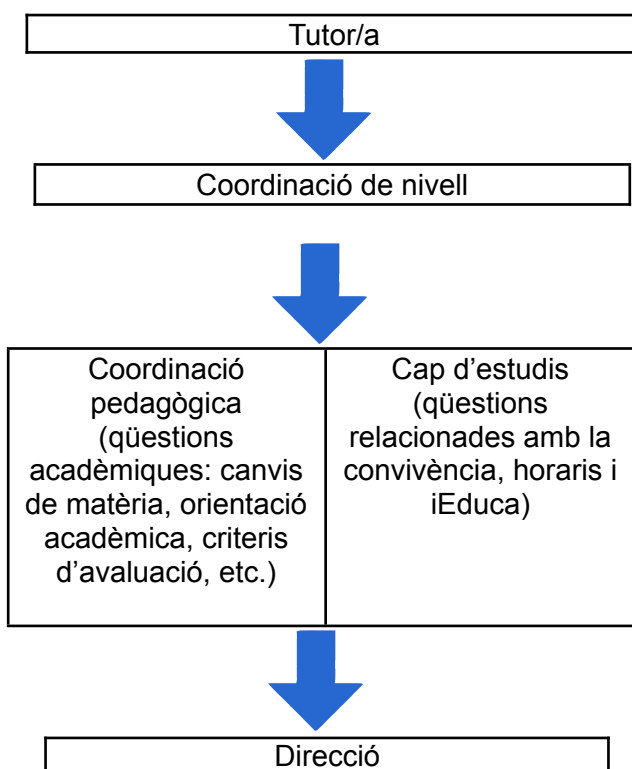 Tutor/a
Coordinació de nivell
Coordinació
pedagògica
(qüestions
acadèmiques: canvis
de matèria, orientació
acadèmica, criteris
d’avaluació, etc.)
Cap d’estudis
(qüestions
relacionades amb la
convivència, horaris i
iEduca)
Direcció